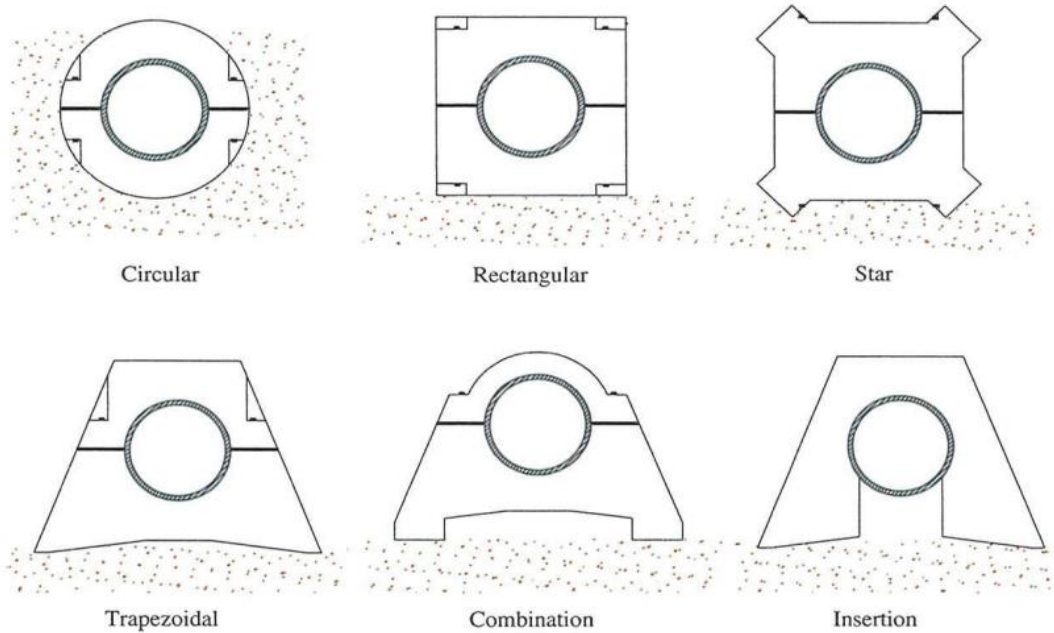 Circular
Rectangular
Star
Trapezoidal
Combination
Insertion